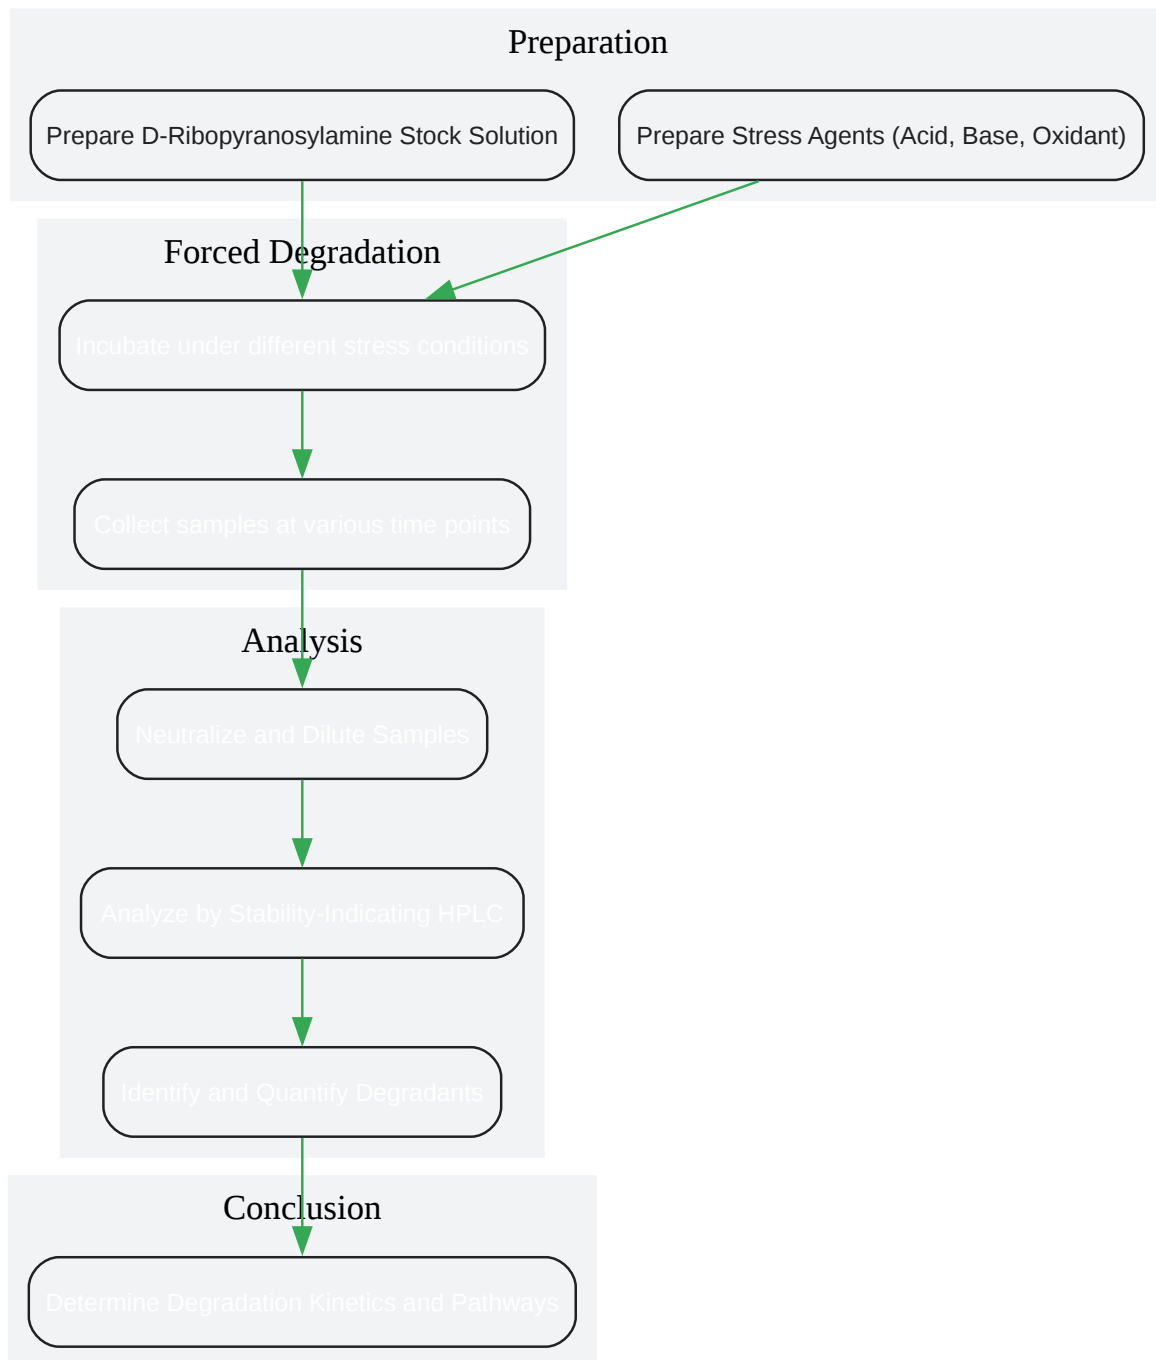 Preparation
Prepare D-Ribopyranosylamine Stock Solution
Prepare Stress Agents (Acid, Base, Oxidant)
Forced Degradation
Incubate under different stress conditions
Collect samples at various time points
Analysis
Neutralize and Dilute Samples
Analyze by Stability-Indicating HPLC
Identify and Quantify Degradants
Conclusion
Determine Degradation Kinetics and Pathways